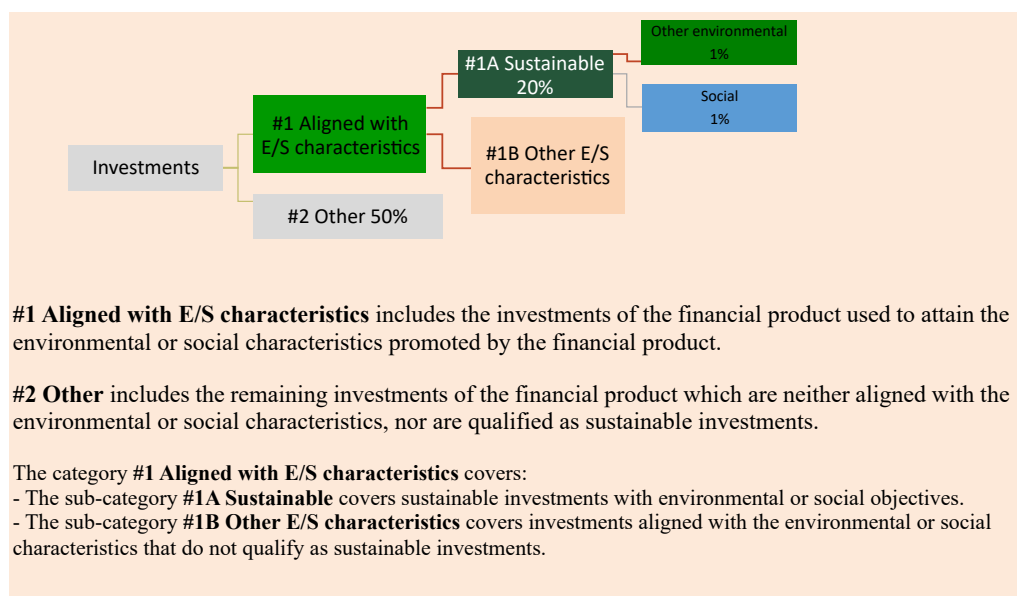 Other environmental
1%
#1A Sustainable
20%
Social
1%
#1 Aligned with
E/S characteristics
#1B Other E/S
characteristics
Investments
#2 Other 50%
#1 Aligned with E/S characteristics includes the investments of the financial product used to attain the
environmental or social characteristics promoted by the financial product.
#2 Other includes the remaining investments of the financial product which are neither aligned with the
environmental or social characteristics, nor are qualified as sustainable investments.
The category #1 Aligned with E/S characteristics covers:
- The sub-category #1A Sustainable covers sustainable investments with environmental or social objectives.
- The sub-category #1B Other E/S characteristics covers investments aligned with the environmental or social
characteristics that do not qualify as sustainable investments.